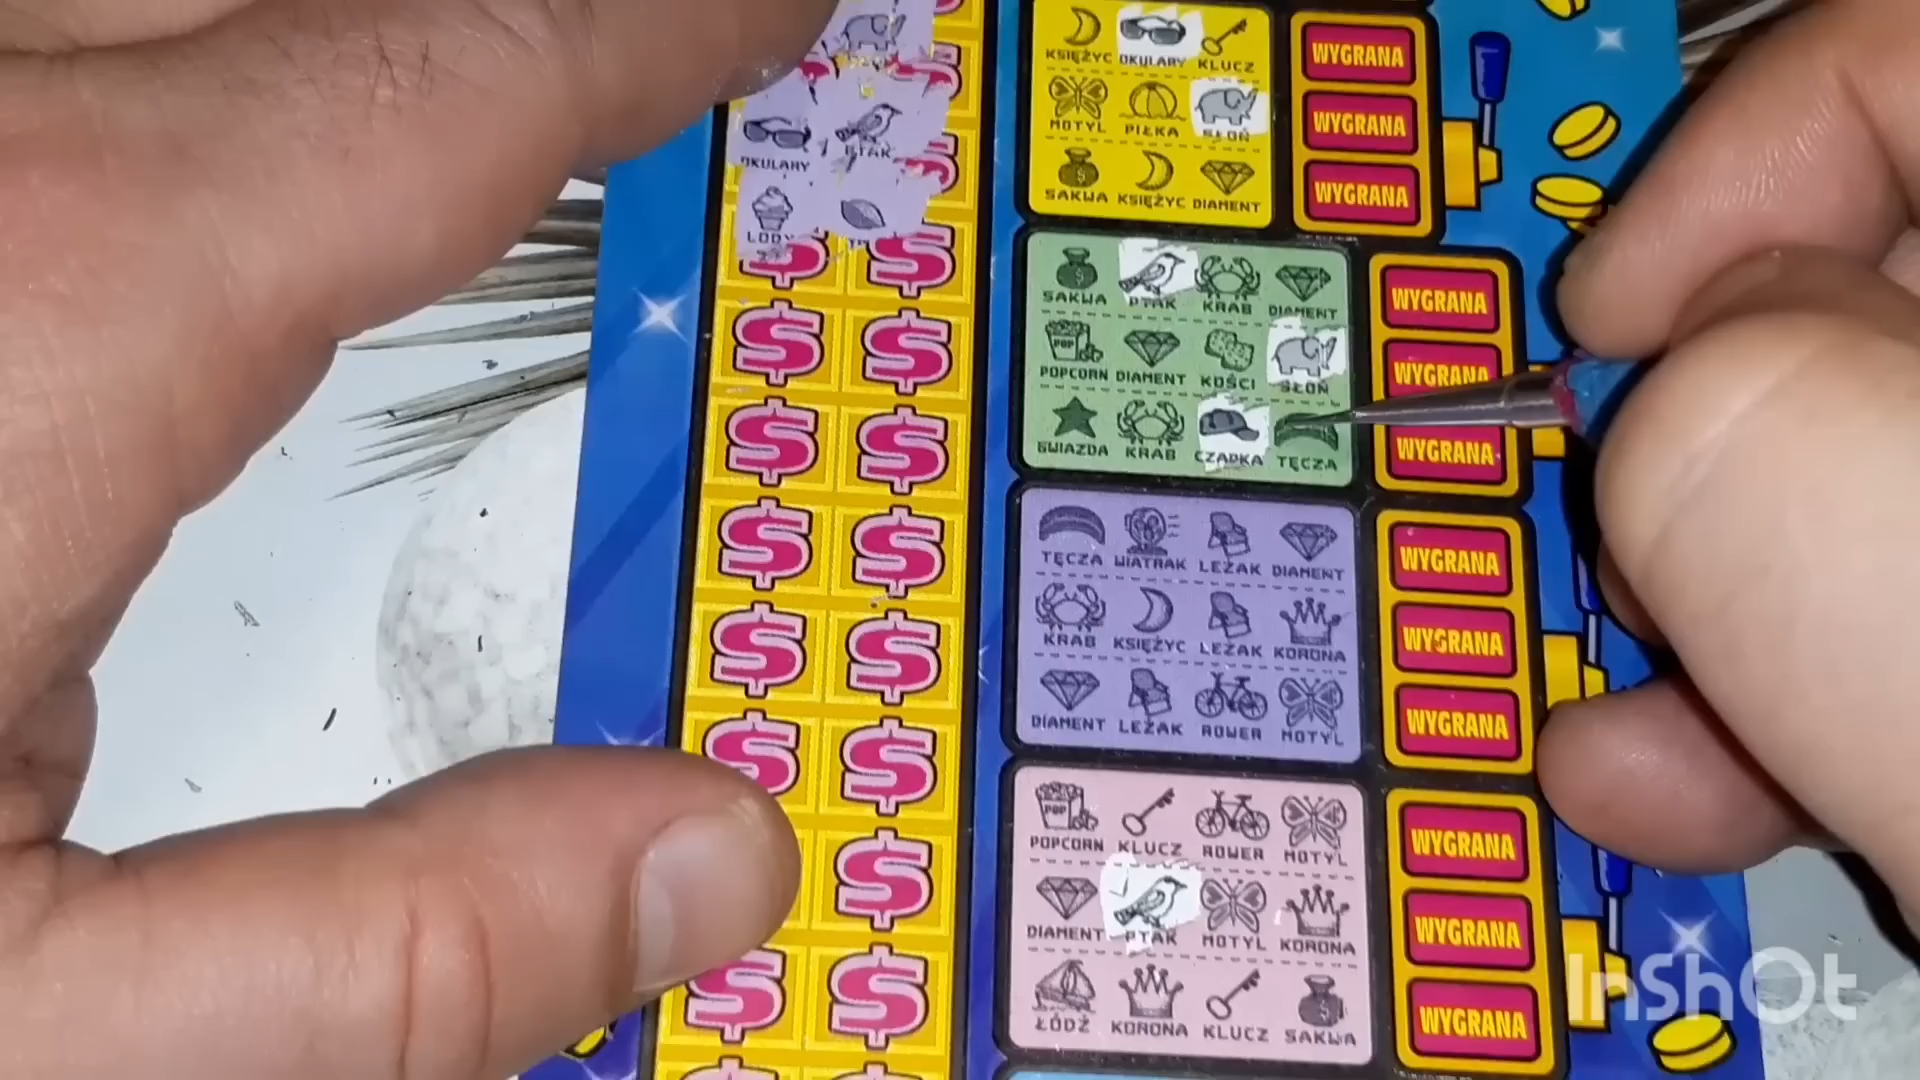 OKULARY PTAK
LODY
KSIĘŻYC OKULARY KLUCZ
MOTYL PIŁKA SŁOŃ
SAKWA KSIĘŻYC DIAMENT
WYGRANA
WYGRANA
WYGRANA
SAKWA PTAK KRAB DIAMENT
POP
POPCORN DIAMENT KOŚCI SŁOŃ
GWIAZDA KRAB CZAPKA TĘCZA
WYGRANA
WYGRANA
WYGRANA
TĘCZA WIATRAK LEŻAK DIAMENT
KRAB KSIĘŻYC LEŻAK KORONA
DIAMENT LEŻAK ROWER MOTYL
WYGRANA
WYGRANA
WYGRANA
POP
POPCORN KLUCZ ROWER MOTYL
DIAMENT PTAK MOTYL KORONA
ŁÓDŹ KORONA KLUCZ SAKWA
WYGRANA
WYGRANA
WYGRANA
InShOt